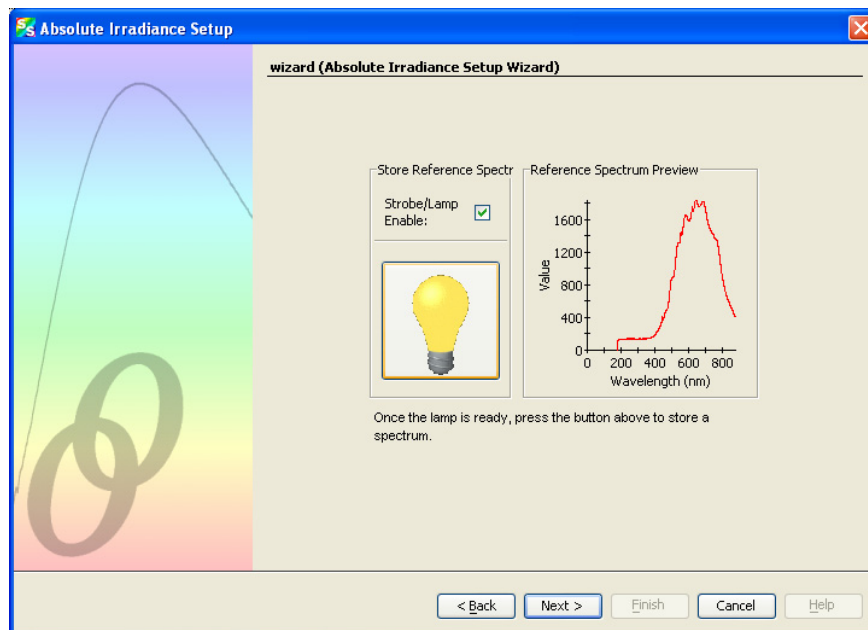 Absolute Irradiance Setup
wizard (Absolute Irradiance Setup Wizard)
Store Reference Spectr
Strobe/Lamp
Enable:
Reference Spectrum Preview
1600
1200
800
400
0
Value
0 200 400 600 800
Wavelength (nm)
Once the lamp is ready, press the button above to store a
spectrum.
< Back Next > Finish Cancel Help